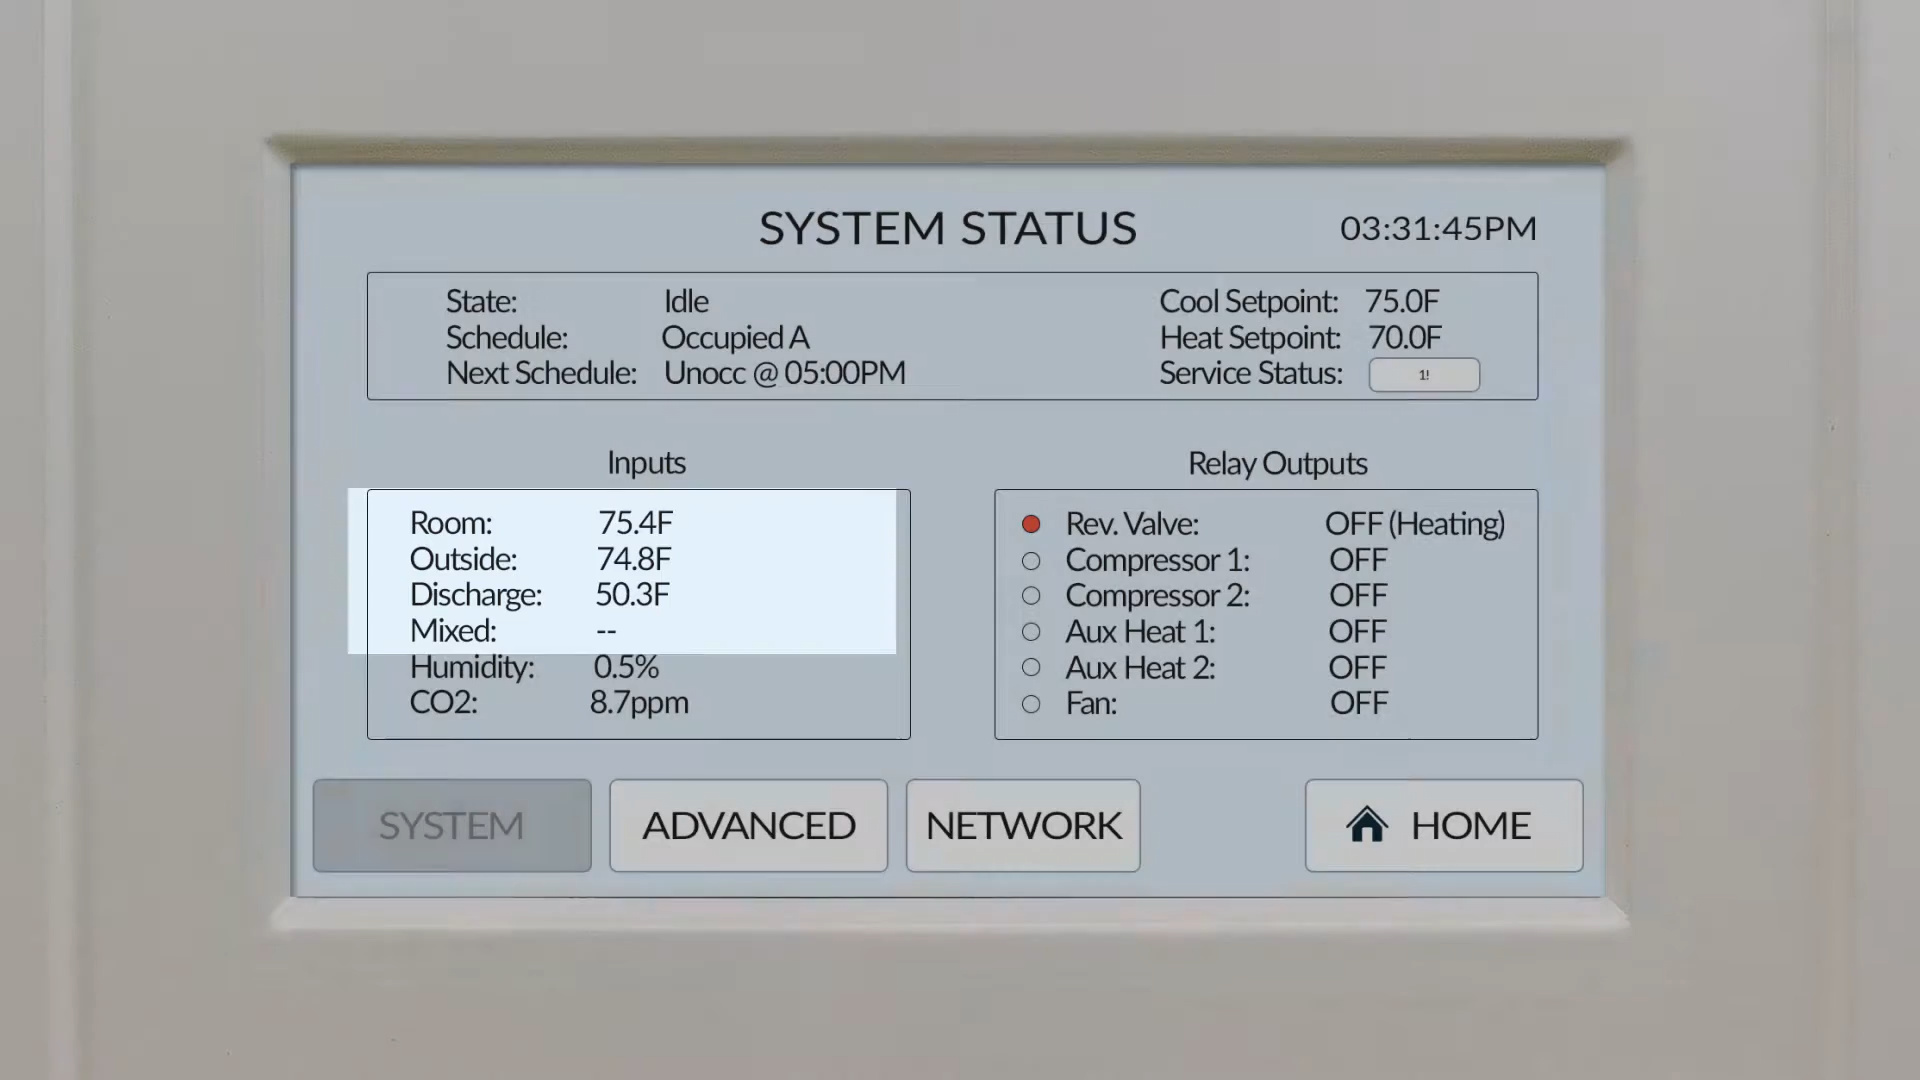 SYSTEM STATUS 03:31:45PM
State: Idle
Schedule: Occupied A
Next Schedule: Unocc @ 05:00PM
Cool Setpoint: 75.0F
Heat Setpoint: 70.0F
Service Status: 1!
Inputs
Room: 75.4F
Outside: 74.8F
Discharge: 50.3F
Mixed: --
Humidity: 0.5%
CO2: 8.7ppm
Relay Outputs
Rev. Valve: OFF (Heating)
Compressor 1: OFF
Compressor 2: OFF
Aux Heat 1: OFF
Aux Heat 2: OFF
Fan: OFF
SYSTEM ADVANCED NETWORK HOME